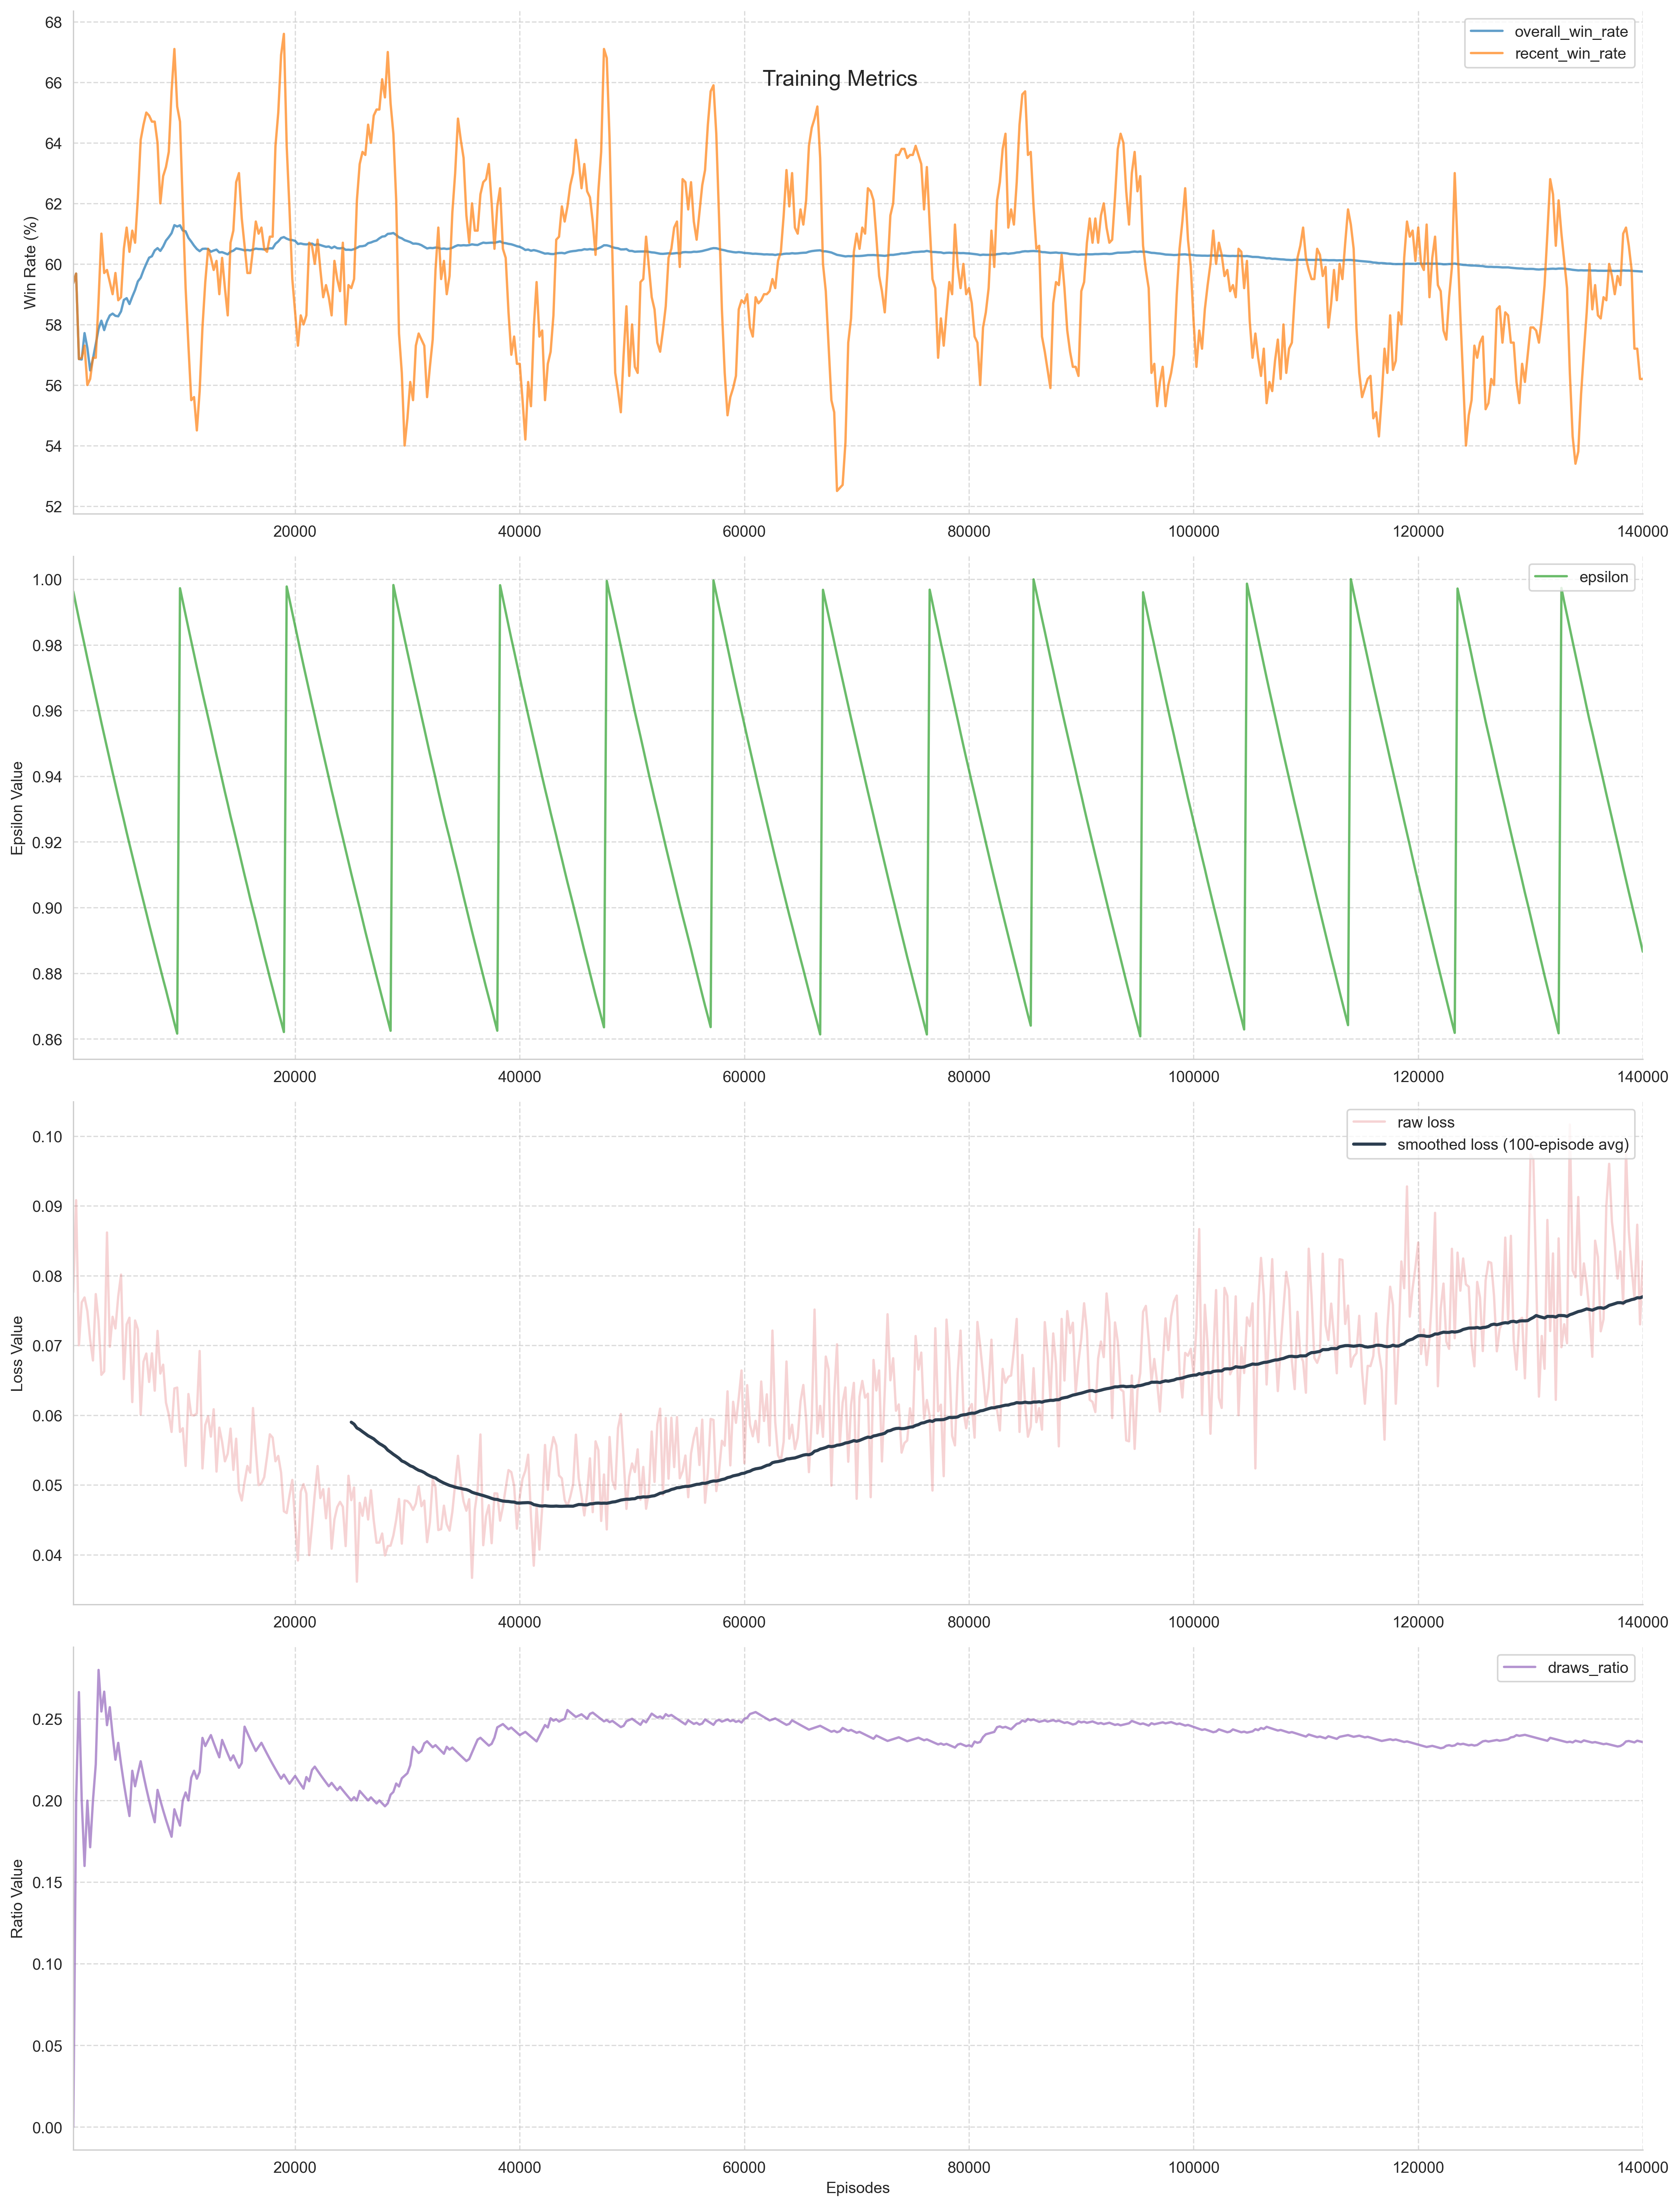 Training Metrics
overall_win_rate
recent_win_rate
Win Rate (%)
68
66
64
62
60
58
56
54
52
20000 40000 60000 80000 100000 120000 140000
epsilon
Epsilon Value
1.00
0.98
0.96
0.94
0.92
0.90
0.88
0.86
20000 40000 60000 80000 100000 120000 140000
raw loss
smoothed loss (100-episode avg)
Loss Value
0.10
0.09
0.08
0.07
0.06
0.05
0.04
20000 40000 60000 80000 100000 120000 140000
draws_ratio
Ratio Value
0.25
0.20
0.15
0.10
0.05
0.00
20000 40000 60000 80000 100000 120000 140000
Episodes